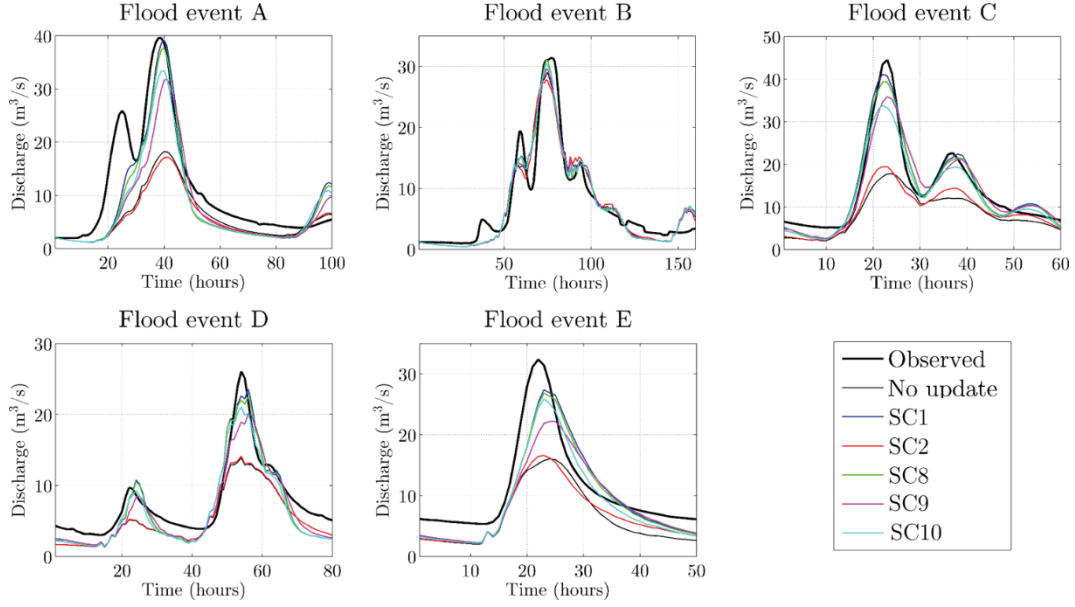 Flood event A
Flood event B
Flood event C
40
30
20
10
0
Discharge (m³/s)
20
40
60
80
100
Time (hours)
30
20
10
0
Discharge (m³/s)
50
100
150
Time (hours)
50
40
30
20
10
0
Discharge (m³/s)
10
20
30
40
50
60
Time (hours)
Flood event D
Flood event E
30
20
10
0
Discharge (m³/s)
20
40
60
80
Time (hours)
30
20
10
0
Discharge (m³/s)
10
20
30
40
50
Time (hours)
Observed
No update
SC1
SC2
SC8
SC9
SC10